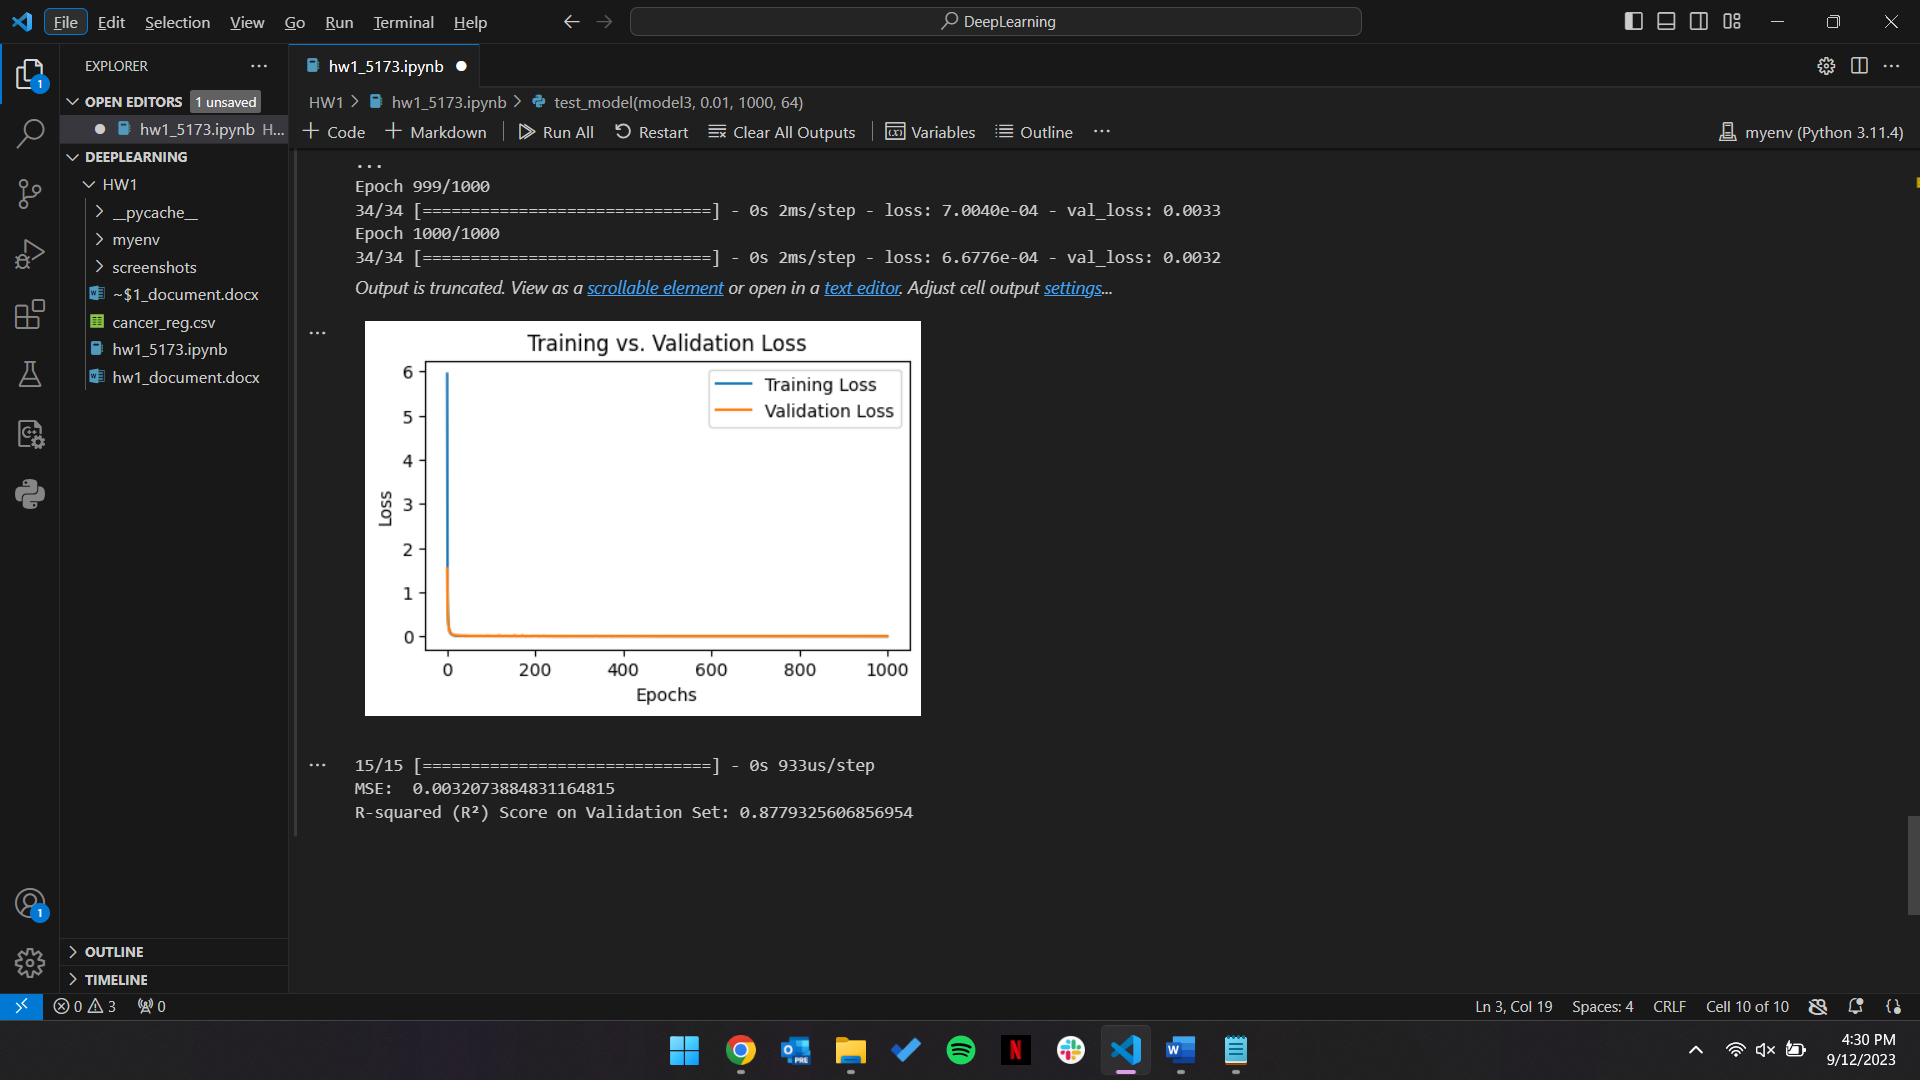 File Edit Selection View Go Run Terminal Help
DeepLearning
EXPLORER
OPEN EDITORS 1 unsaved
hw1_5173.ipynb H...
DEEPLEARNING
HW1
__pycache__
myenv
screenshots
~$1_document.docx
cancer_reg.csv
hw1_5173.ipynb
hw1_document.docx
OUTLINE
TIMELINE
1
1
hw1_5173.ipynb
HW1 > hw1_5173.ipynb > test_model(model3, 0.01, 1000, 64)
Code Markdown Run All Restart Clear All Outputs Variables Outline ...
myenv (Python 3.11.4)
...
Epoch 999/1000
34/34 [==============================] - 0s 2ms/step - loss: 7.0040e-04 - val_loss: 0.0033
Epoch 1000/1000
34/34 [==============================] - 0s 2ms/step - loss: 6.6776e-04 - val_loss: 0.0032
Output is truncated. View as a scrollable element or open in a text editor. Adjust cell output settings...
Training vs. Validation Loss
Training Loss
Validation Loss
6
5
4
3
2
1
0
Loss
0 200 400 600 800 1000
Epochs
15/15 [==============================] - 0s 933us/step
MSE:  0.0032073884831164815
R-squared (R²) Score on Validation Set: 0.8779325606856954
0 3 0
Ln 3, Col 19 Spaces: 4 CRLF Cell 10 of 10
PRE
4:30 PM
9/12/2023